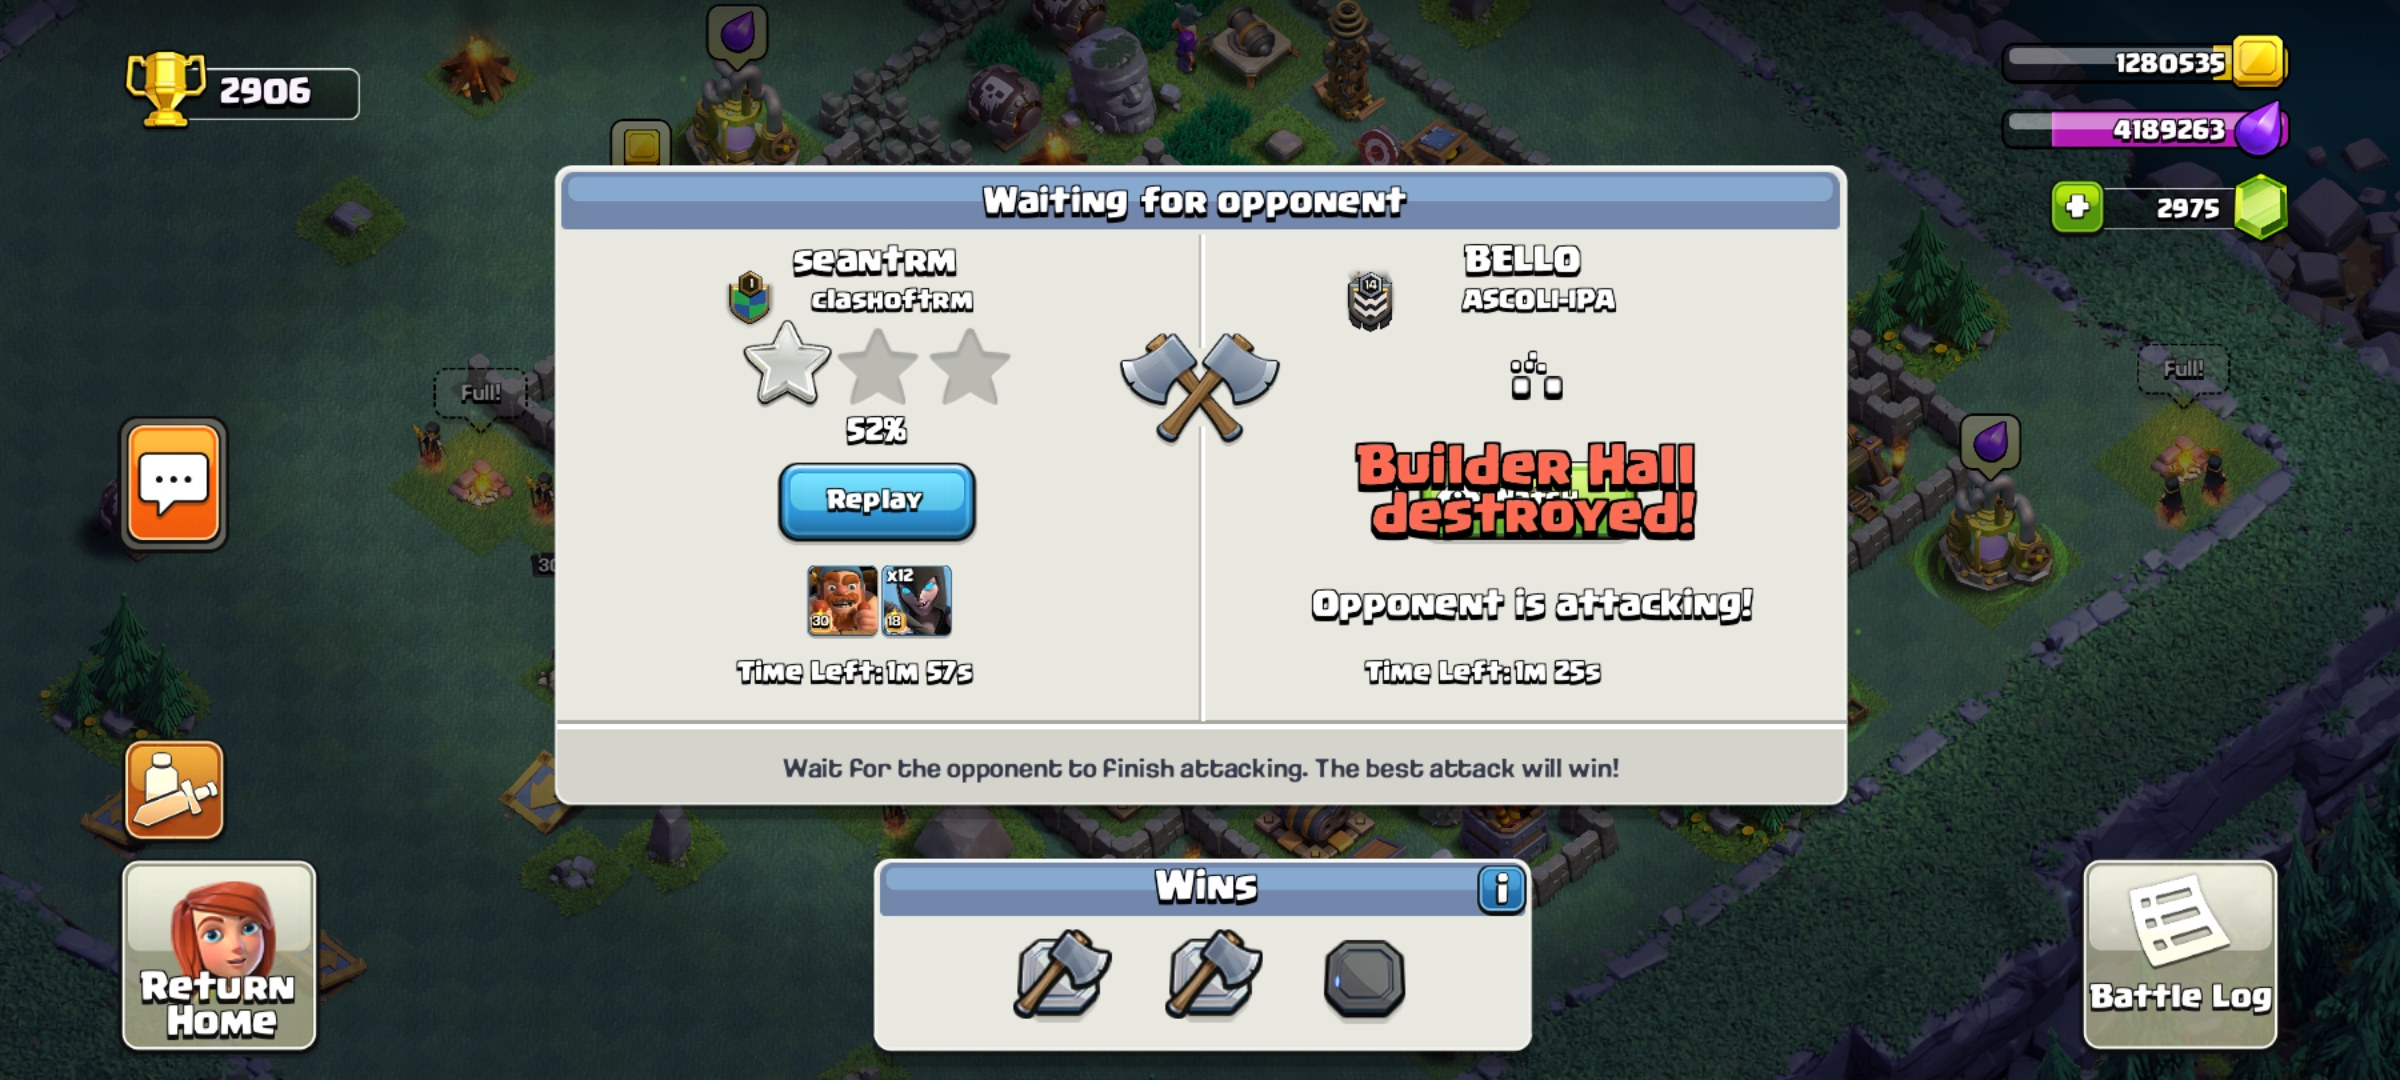 2906
1280535
4189263
2975
Waiting for opponent
seantrm
clashoftrm
1
52%
Replay
30
x12
18
Time Left: 1m 57s
BELLO
ASCOLI-IPA
14
Builder Hall
destroyed!
Opponent is attacking!
Time Left: 1m 25s
Wait for the opponent to finish attacking. The best attack will win!
Full!
Full!
Wins
i
Return
Home
Battle Log